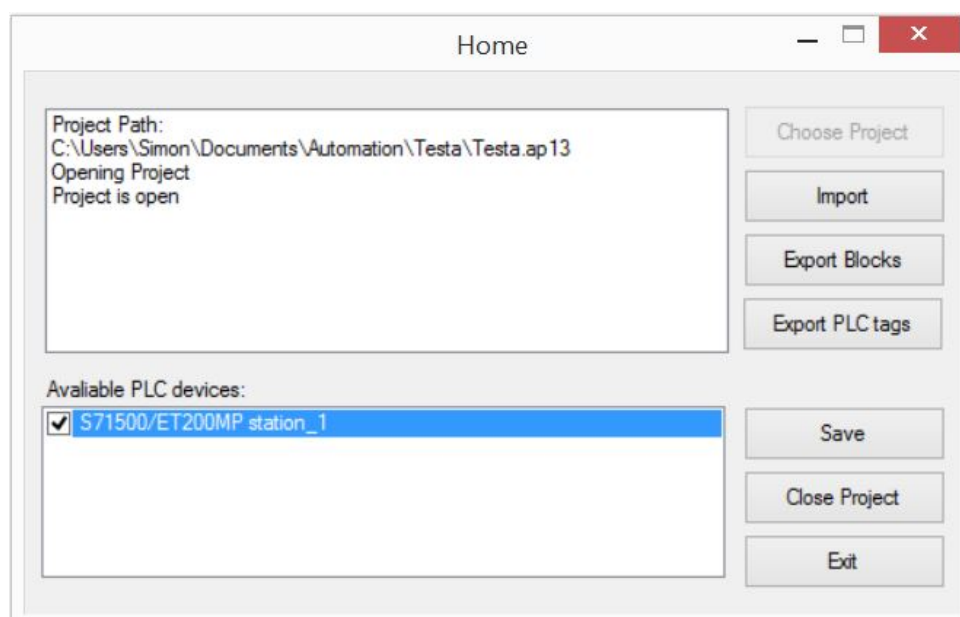 Home
Project Path:
C:\Users\Simon\Documents\Automation\Testa\Testa.ap13
Opening Project
Project is open
Choose Project
Import
Export Blocks
Export PLC tags
Avaliable PLC devices:
S71500/ET200MP station_1
Save
Close Project
Exit